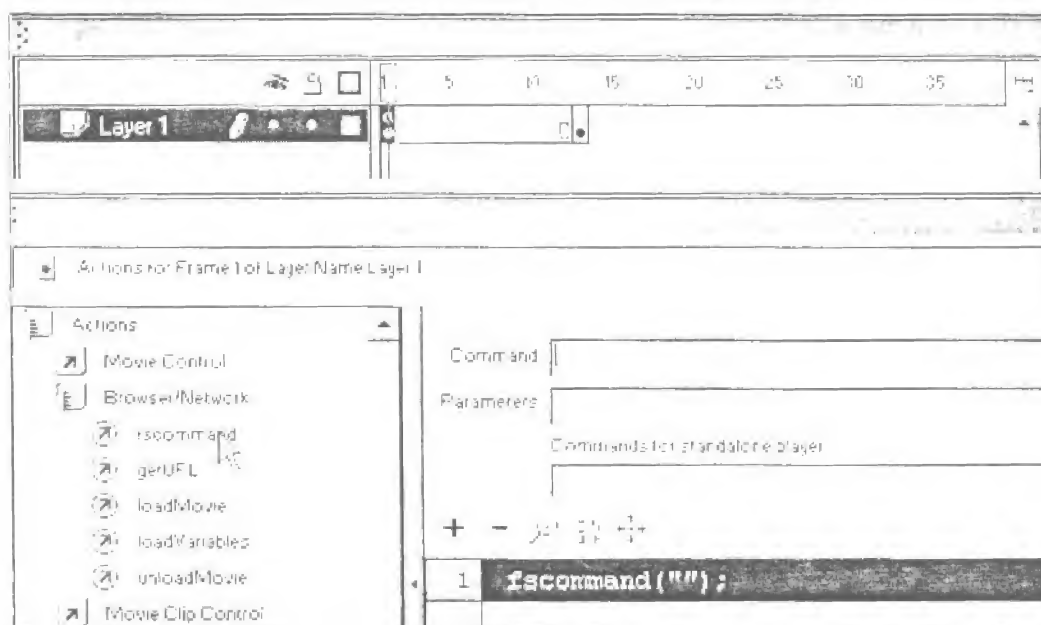 1 5 10 15 20 25 30 35
Layer 1
Actions for Frame 1 of Layer Name Layer 1
Actions
Movie Control
Browser/Network
fscommand
getURL
loadMovie
loadVariables
unloadMovie
Movie Clip Control
Command
Parameters
Commands for standalone player
+ -
1 fscommand("");